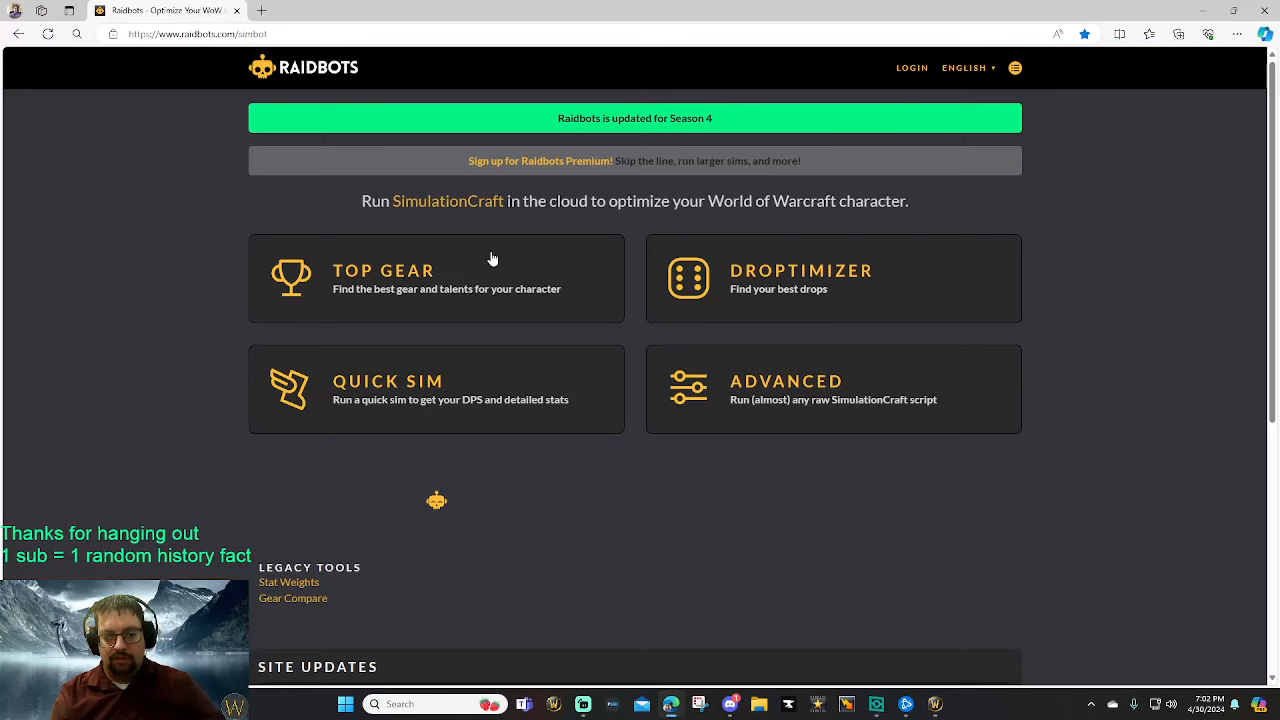 Raidbots - Optimize Your WoW
https://www.raidbots.com/simbot
RAIDBOTS
LOGIN
ENGLISH
Raidbots is updated for Season 4
Sign up for Raidbots Premium! Skip the line, run larger sims, and more!
Run SimulationCraft in the cloud to optimize your World of Warcraft character.
TOP GEAR
Find the best gear and talents for your character
DROPTIMIZER
Find your best drops
QUICK SIM
Run a quick sim to get your DPS and detailed stats
ADVANCED
Run (almost) any raw SimulationCraft script
Thanks for hanging out
1 sub = 1 random history fact
LEGACY TOOLS
Stat Weights
Gear Compare
SITE UPDATES
Search
7:02 PM
4/30/2024